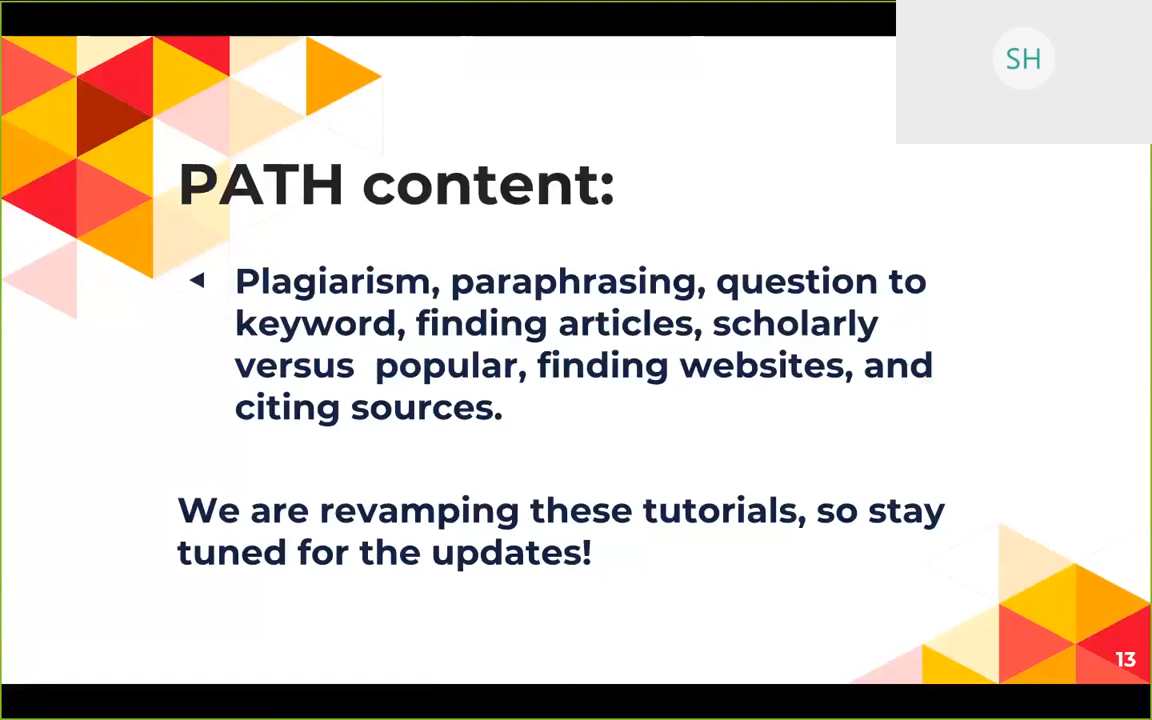 SH
PATH content:
Plagiarism, paraphrasing, question to
keyword, finding articles, scholarly
versus  popular, finding websites, and
citing sources.
We are revamping these tutorials, so stay
tuned for the updates!
13